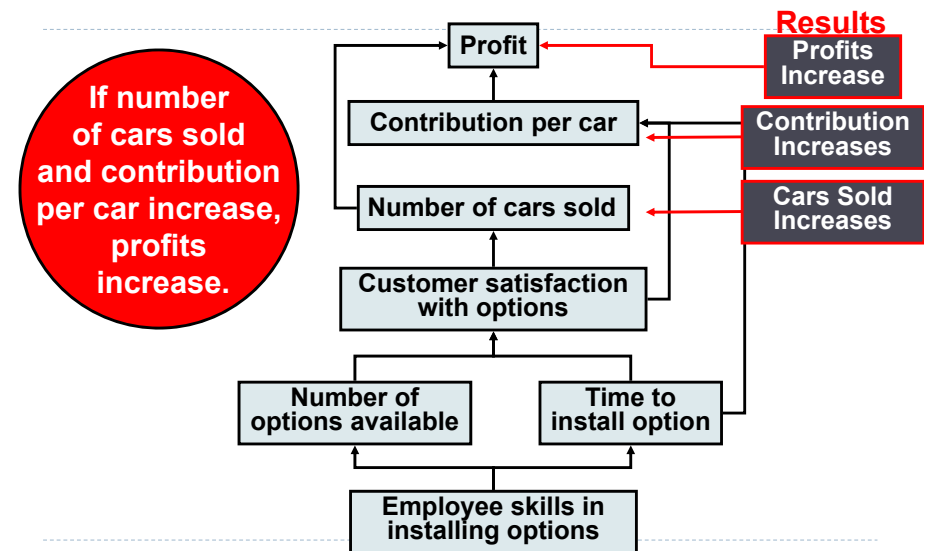 Results
Profit
Profits
Increase
If number
of cars sold
and contribution
per car increase,
profits
increase.
Contribution per car
Contribution
Increases
Number of cars sold
Cars Sold
Increases
Customer satisfaction
with options
Number of
options available
Time to
install option
Employee skills in
installing options